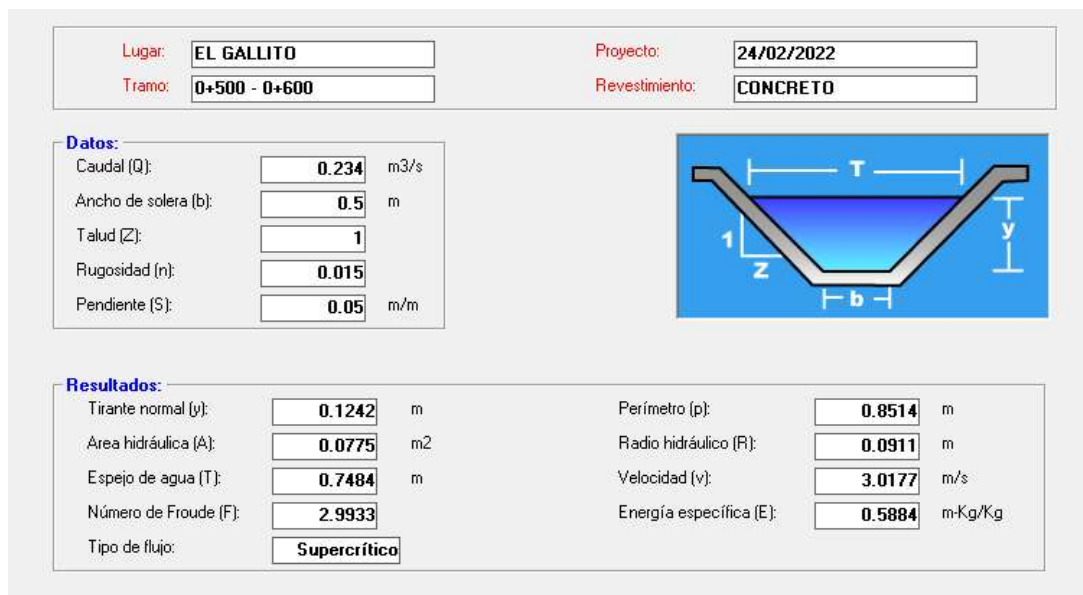 Lugar: EL GALLITO Proyecto: 24/02/2022
Tramo: 0+500 - 0+600 Revestimiento: CONCRETO
Datos:
Caudal (Q): 0.234 m3/s
Ancho de solera (b): 0.5 m
Talud (Z): 1
Rugosidad (n): 0.015
Pendiente (S): 0.05 m/m
T
y
1
Z
b
Resultados:
Tirante normal (y): 0.1242 m Perímetro (p): 0.8514 m
Area hidráulica (A): 0.0775 m2 Radio hidráulico (R): 0.0911 m
Espejo de agua (T): 0.7484 m Velocidad (v): 3.0177 m/s
Número de Froude (F): 2.9933 Energía específica (E): 0.5884 m-Kg/Kg
Tipo de flujo: Supercrítico